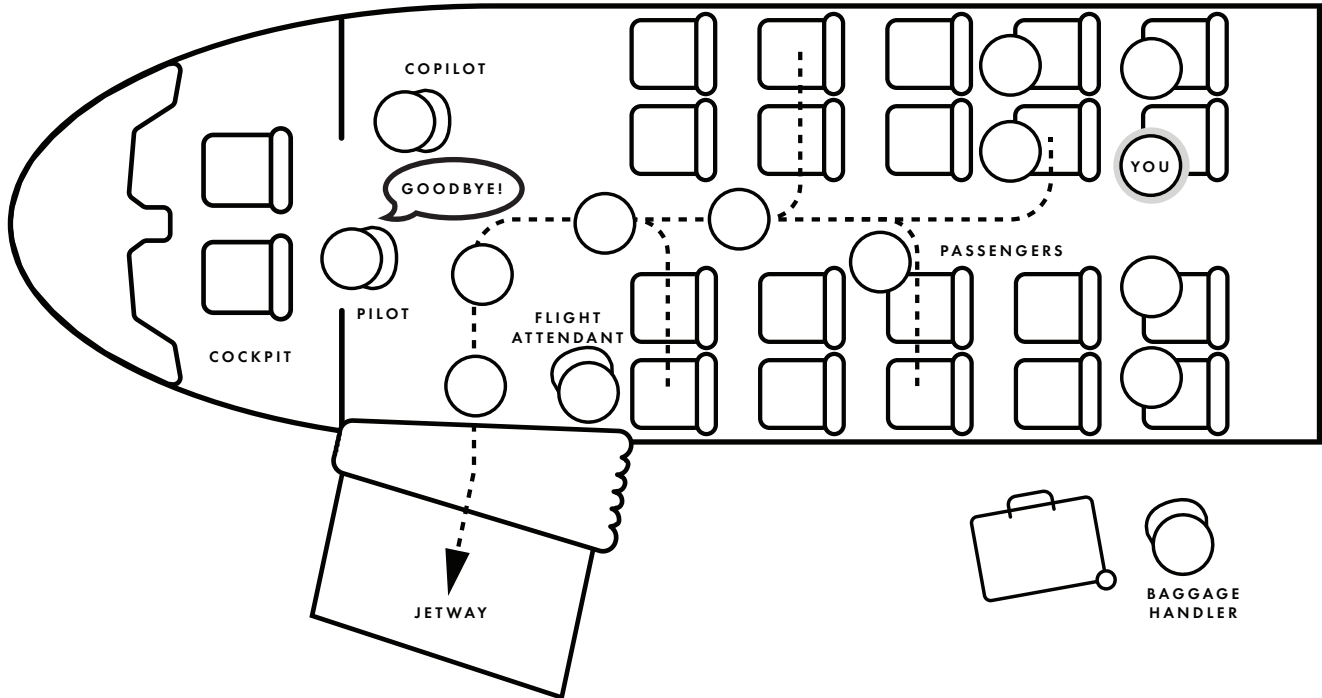 COPILOT
GOODBYE!
YOU
PASSENGERS
PILOT
FLIGHT
ATTENDANT
COCKPIT
JETWAY
BAGGAGE
HANDLER